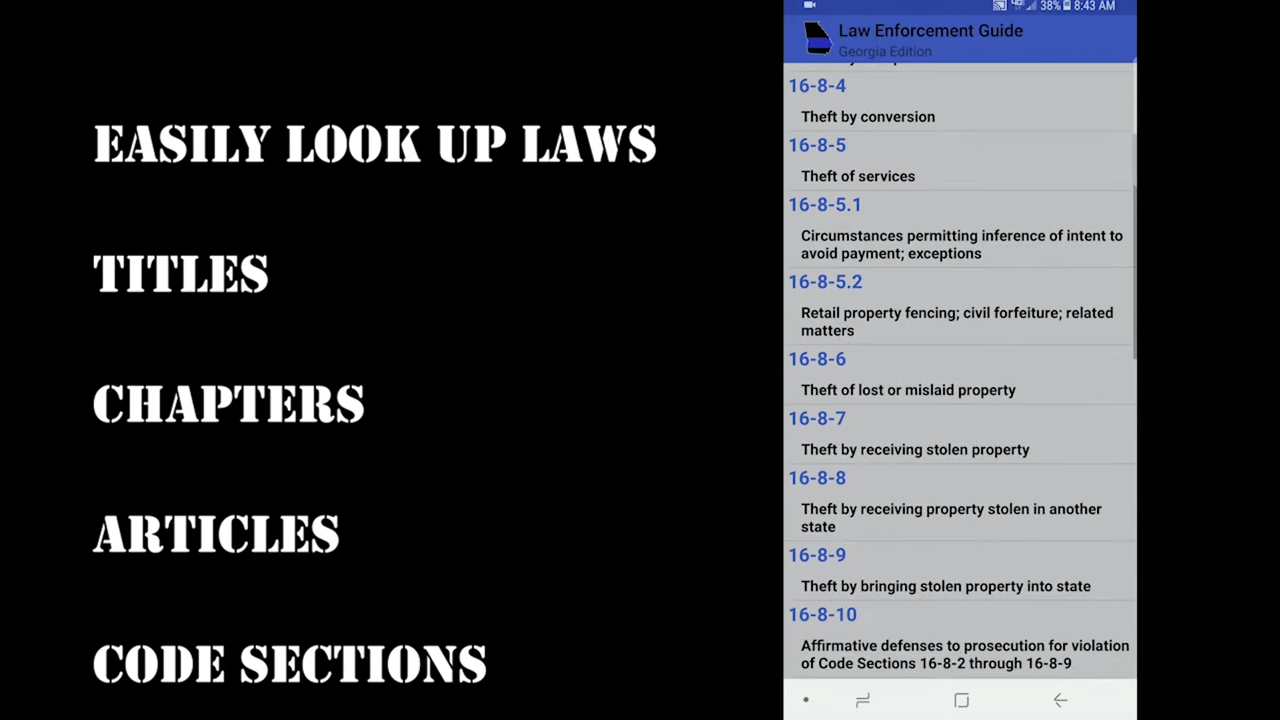 EASILY LOOK UP LAWS
TITLES
CHAPTERS
ARTICLES
CODE SECTIONS
38% 8:43 AM
Law Enforcement Guide
Georgia Edition
16-8-4
Theft by conversion
16-8-5
Theft of services
16-8-5.1
Circumstances permitting inference of intent to
avoid payment; exceptions
16-8-5.2
Retail property fencing; civil forfeiture; related
matters
16-8-6
Theft of lost or mislaid property
16-8-7
Theft by receiving stolen property
16-8-8
Theft by receiving property stolen in another
state
16-8-9
Theft by bringing stolen property into state
16-8-10
Affirmative defenses to prosecution for violation
of Code Sections 16-8-2 through 16-8-9